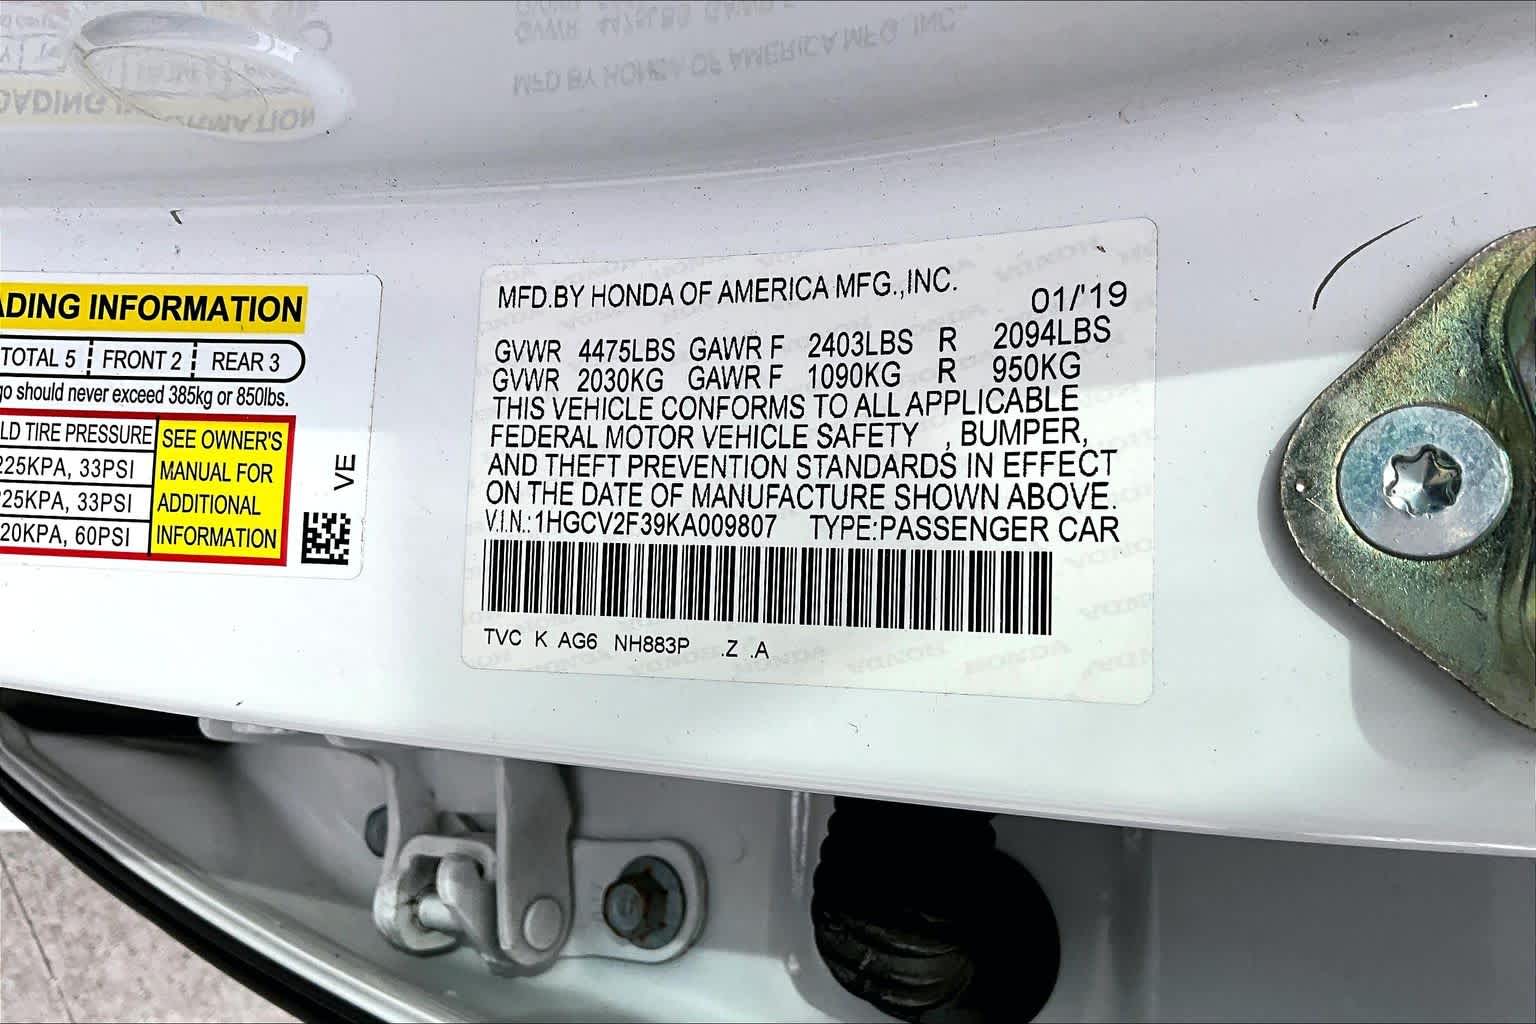 ADING INFORMATION
TOTAL 5 FRONT 2 REAR 3
go should never exceed 385kg or 850lbs.
LD TIRE PRESSURE
225KPA, 33PSI
225KPA, 33PSI
20KPA, 60PSI
SEE OWNER'S
MANUAL FOR
ADDITIONAL
INFORMATION
VE
MFD.BY HONDA OF AMERICA MFG.,INC.
01/'19
GVWR 4475LBS GAWR F 2403LBS R 2094LBS
GVWR 2030KG GAWR F 1090KG R 950KG
THIS VEHICLE CONFORMS TO ALL APPLICABLE
FEDERAL MOTOR VEHICLE SAFETY , BUMPER,
AND THEFT PREVENTION STANDARDS IN EFFECT
ON THE DATE OF MANUFACTURE SHOWN ABOVE.
V.I.N.:1HGCV2F39KA009807 TYPE:PASSENGER CAR
TVC K AG6 NH883P .Z .A